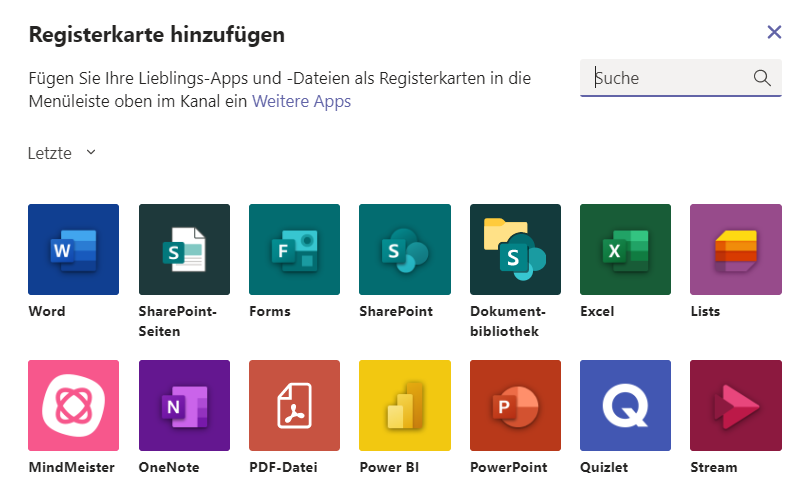 Registerkarte hinzufügen
Fügen Sie Ihre Lieblings-Apps und -Dateien als Registerkarten in die
Menüleiste oben im Kanal ein Weitere Apps
Suche
Letzte
W
S
F
S
S
X
Word
SharePoint-
Seiten
Forms
SharePoint
Dokument-
bibliothek
Excel
Lists
N
P
Q
MindMeister
OneNote
PDF-Datei
Power BI
PowerPoint
Quizlet
Stream